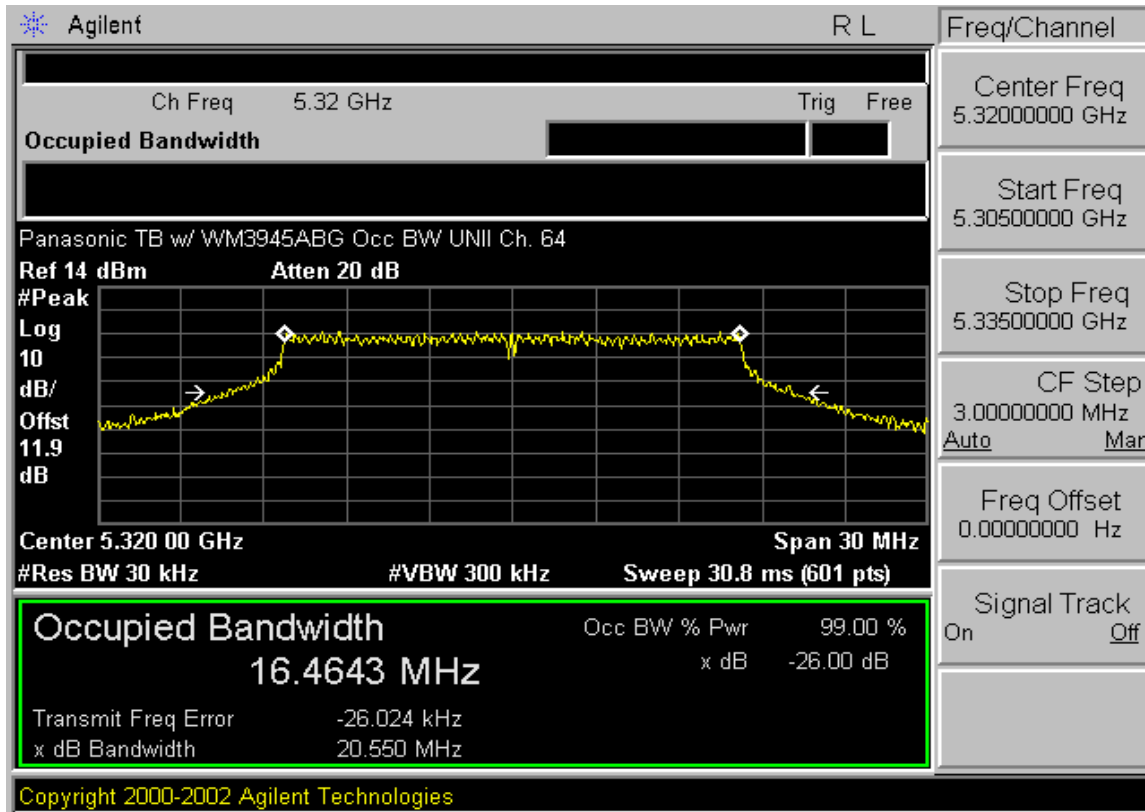 Agilent R L Freq/Channel
Ch Freq 5.32 GHz Trig Free
Occupied Bandwidth
Center Freq
5.32000000 GHz
Start Freq
5.30500000 GHz
Stop Freq
5.33500000 GHz
CF Step
3.00000000 MHz
Auto Man
Freq Offset
0.00000000 Hz
Signal Track
On Off
Panasonic TB w/ WM3945ABG Occ BW UNII Ch. 64
Ref 14 dBm Atten 20 dB
#Peak
Log
10
dB/
Offst
11.9
dB
Center 5.320 00 GHz Span 30 MHz
#Res BW 30 kHz #VBW 300 kHz Sweep 30.8 ms (601 pts)
Occupied Bandwidth Occ BW % Pwr 99.00 %
16.4643 MHz x dB -26.00 dB
Transmit Freq Error -26.024 kHz
x dB Bandwidth 20.550 MHz
Copyright 2000-2002 Agilent Technologies